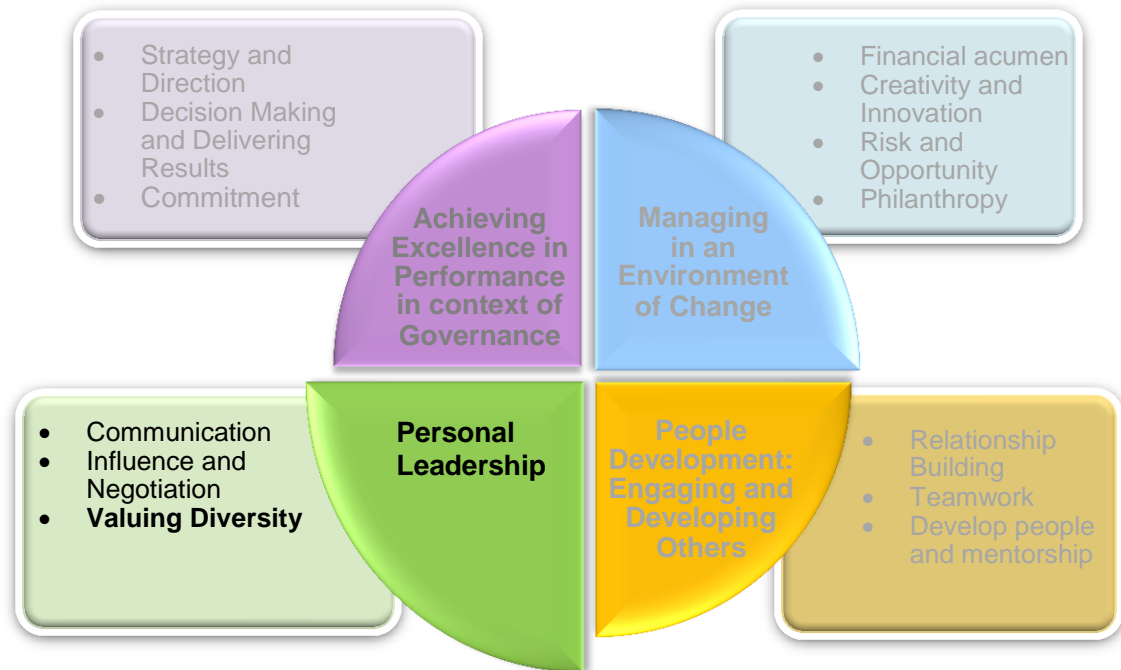 • Strategy and
Direction
• Decision Making
and Delivering
Results
• Commitment
• Financial acumen
• Creativity and
Innovation
• Risk and
Opportunity
• Philanthropy
Achieving
Excellence in
Performance
in context of
Governance
Managing
in an
Environment
of Change
• Communication
• Influence and
Negotiation
• Valuing Diversity
Personal
Leadership
People
Development:
Engaging and
Developing
Others
• Relationship
Building
• Teamwork
• Develop people
and mentorship